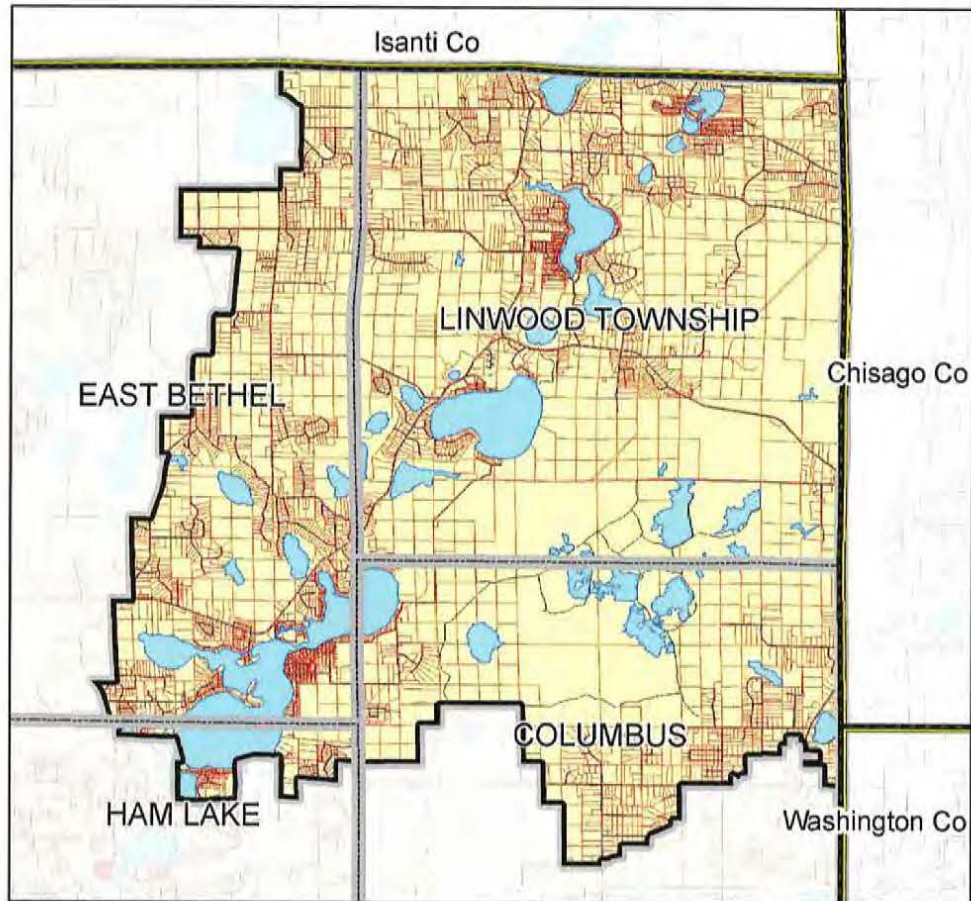 Isanti Co
LINWOOD TOWNSHIP
EAST BETHEL
Chisago Co
COLUMBUS
HAM LAKE
Washington Co